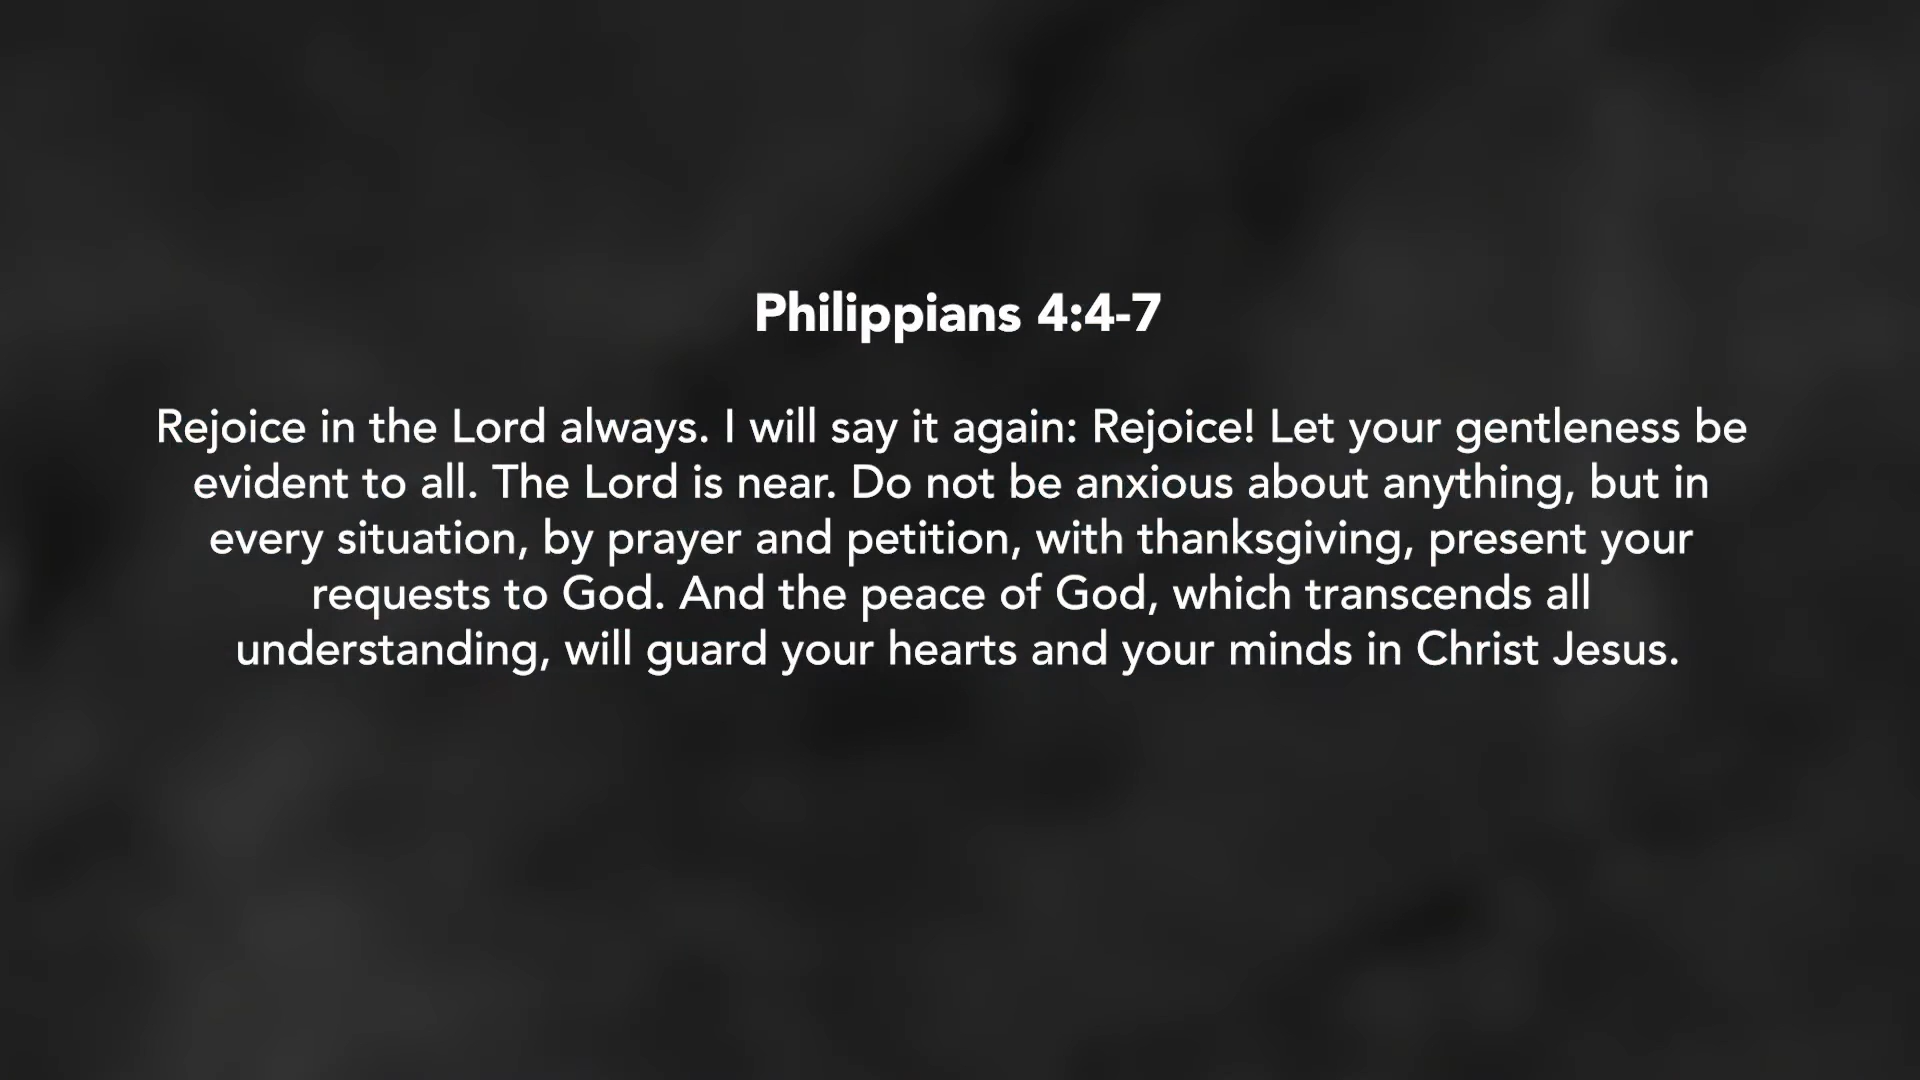 Philippians 4:4-7
Rejoice in the Lord always. I will say it again: Rejoice! Let your gentleness be
evident to all. The Lord is near. Do not be anxious about anything, but in
every situation, by prayer and petition, with thanksgiving, present your
requests to God. And the peace of God, which transcends all
understanding, will guard your hearts and your minds in Christ Jesus.